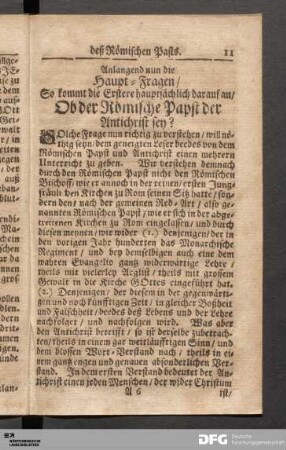 deß Römischen Pasts. 11
Anlangend nun die
Haupt-Fragen/
So kommt die Erstere hauptsächlich darauf an/
Ob der Römische Papst der
Antichrist sey?
SOlche Frage nun richtig zu verstehen/ will nö-
thig seyn/ dem geneigten Leser beedes von dem
Römischen Papst und Antichrist einen mehrern
Unterricht zu geben. Wir verstehen demnach
durch den Römischen Papst nicht den Römischen
Bischoff/ wie er annoch in der reinen/ ersten Jung-
fräulichen Kirchen zu Rom seinen Sitz hatte/ son-
dern den/ nach der gemeinen Red-Art/ also ge-
nannten Römischen Papst/ wie er sich in der abge-
trettenen Kirchen zu Rom eingelassen/ und durch
diesen meinen/ wir wider (1.) denjenigen/ der in
den vorigen Jahr hunderten das Monarchische
Regiment/ und bey demselbigen auch eine dem
wahren Evangelio gantz widerwärtige Lehre/
theils mit vielerley Arglist/ theils mit grossem
Gewalt in die Kirche GOttes eingeführt hat.
(2.) Denjenigen/ der diesem in der gegenwärti-
gen und noch künfftigen Zeit/ in gleicher Boßheit
und Falschheit/ beedes deß Lebens und der Lehre
nachfolget/ und nachfolgen wird. Was aber
den Antichrist betrifft/ so ist derselbe zubetrach-
ten/ theils in einem gar weitläufftigen Sinn/ und
dem blossen Wort-Verstand nach/ theils in ei-
nem gantz engen und genauen absonderlichen Ver-
stand. In dem ersten Verstand bedeutet der An-
tichrist einen jeden Menschen/ der wider Christum
A 6 ist/
DFG Deutsche
Forschungsgemeinschaft